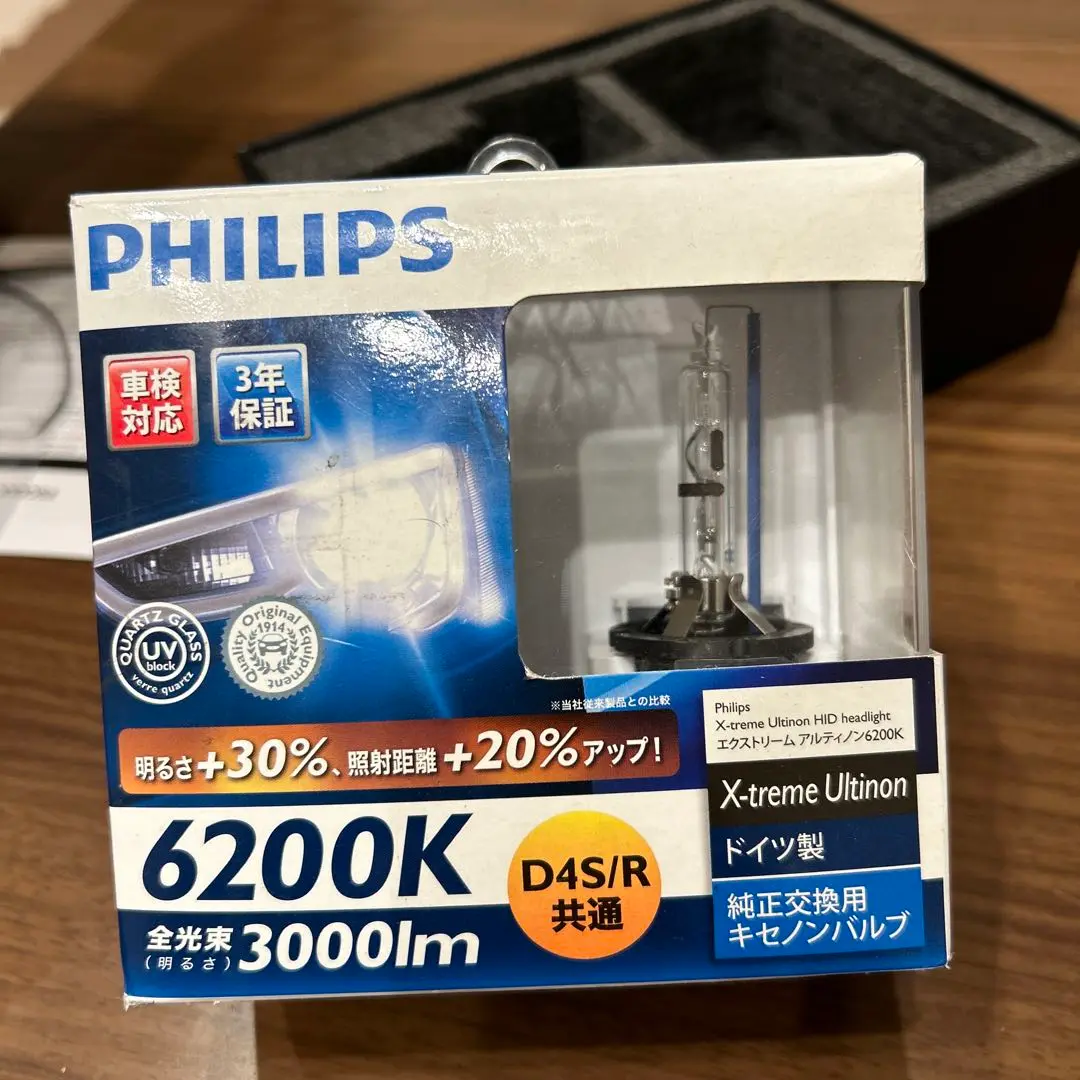 PHILIPS
車検
対応
3年
保証
QUARTZ GLASS
UV
block
verre quartz
Quality Original Equipment
1914
※当社従来製品との比較
明るさ+30%、照射距離+20%アップ!
Philips
X-treme Ultinon HID headlight
エクストリーム アルティノン6200K
X-treme Ultinon
ドイツ製
純正交換用
キセノンバルブ
6200K
全光束
(明るさ)
3000lm
D4S/R
共通